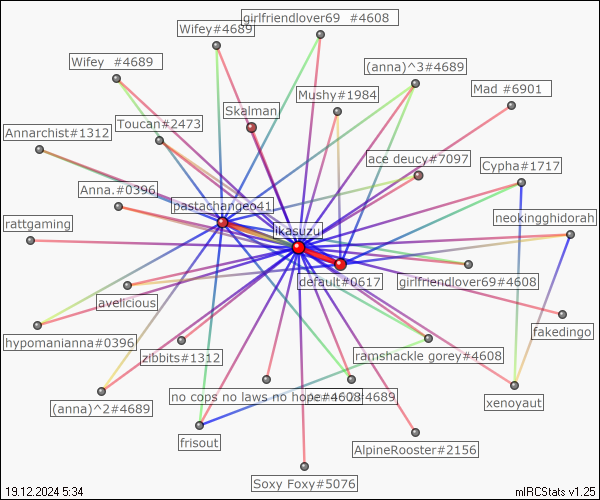 girlfriendlover69 #4608
Wifey#4689
Wifey #4689
(anna)^3#4689
Mad #6901
Mushy#1984
Skalman
Toucan#2473
Annarchist#1312
ace deucy#7097
Cypha#1717
Anna.#0396
pastachangeo41
neokingghidorah
rattgaming
ikasuzu
default#0617
girlfriendlover69#4608
avelicious
fakedingo
hypomanianna#0396
zibbits#1312
ramshackle gorey#4608
no cops no laws no hope#4608
#4689
(anna)^2#4689
xenoyaut
frisout
AlpineRooster#2156
Soxy Foxy#5076
19.12.2024 5:34
mIRCStats v1.25